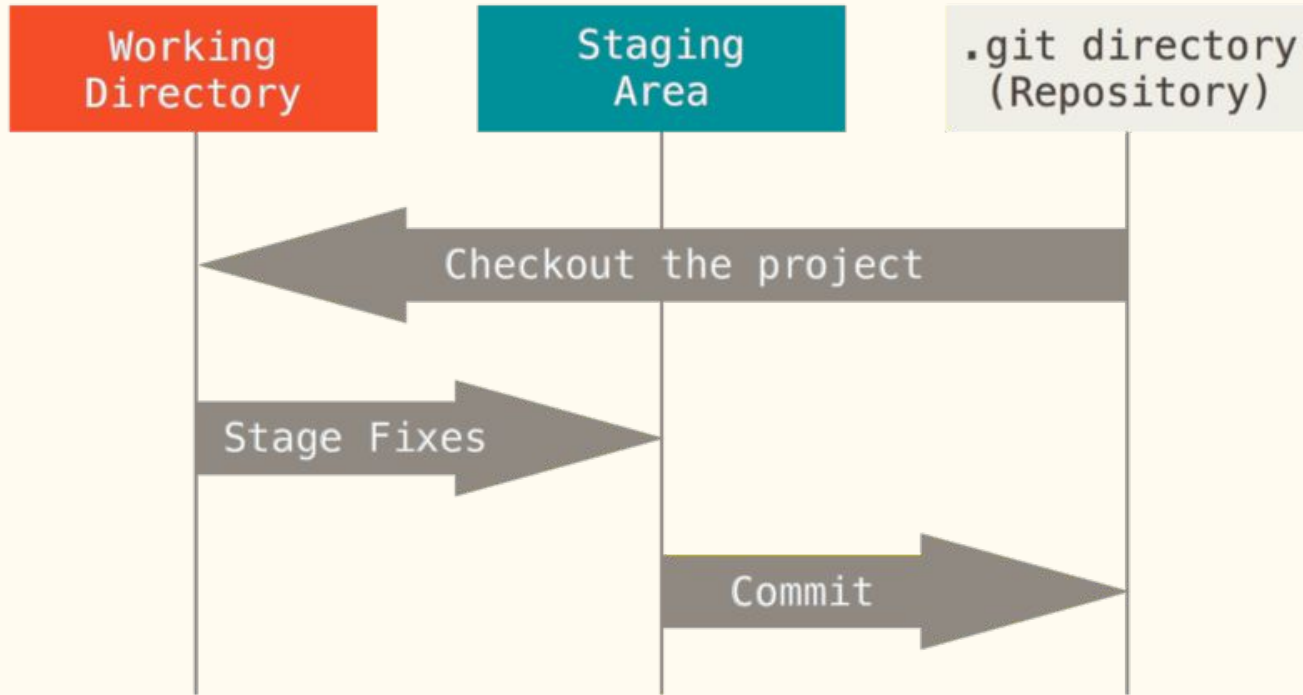 Working
Directory
Staging
Area
.git directory
(Repository)
Checkout the project
Stage Fixes
Commit